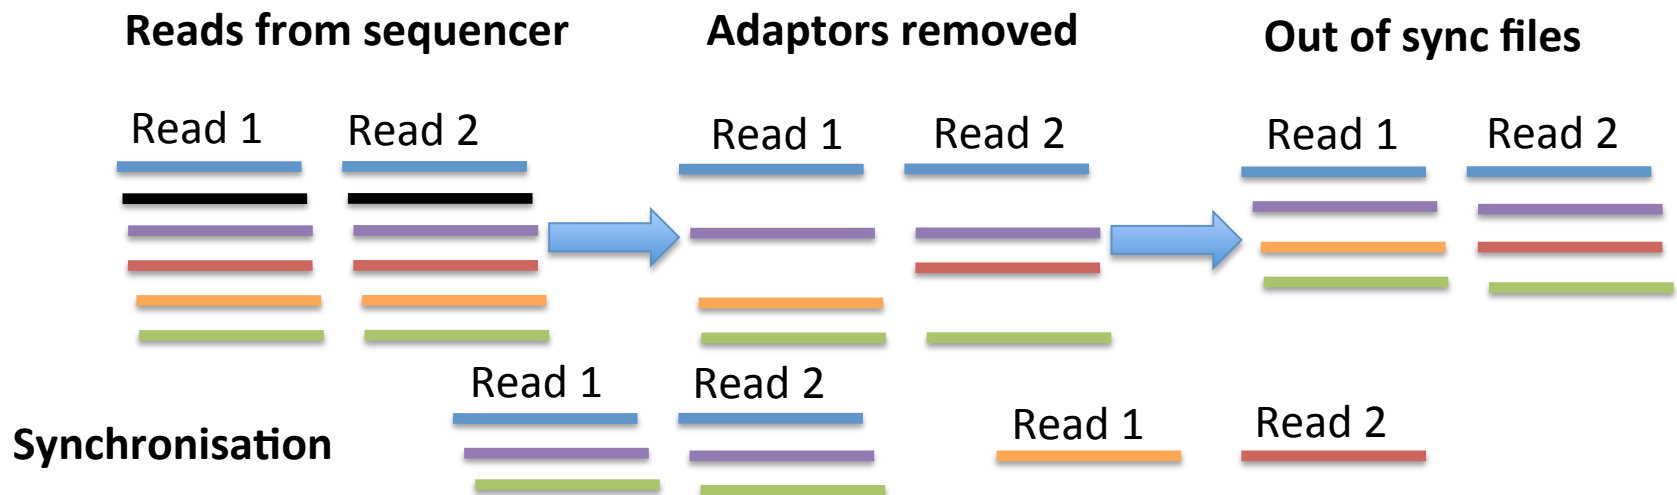 Reads from sequencer
Adaptors removed
Out of sync files
Read 1
Read 2
Read 1
Read 2
Read 1
Read 2
Read 1
Read 2
Read 1
Read 2
Synchronisation